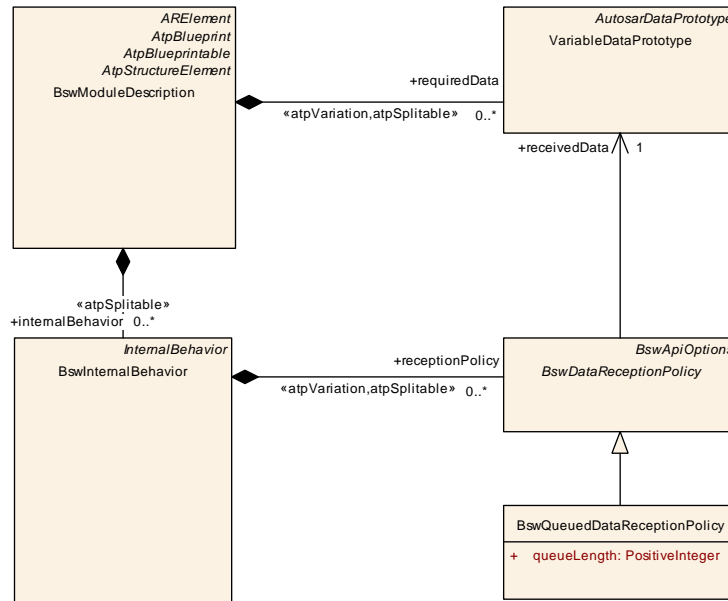 ARElement
AtpBlueprint
AtpBlueprintable
AtpStructureElement
BswModuleDescription
AutosarDataPrototype
VariableDataPrototype
+requiredData
«atpVariation,atpSplitable» 0..*
+receivedData 1
«atpSplitable»
+internalBehavior 0..*
InternalBehavior
BswInternalBehavior
+receptionPolicy
«atpVariation,atpSplitable» 0..*
BswApiOptions
BswDataReceptionPolicy
BswQueuedDataReceptionPolicy
+ queueLength: PositiveInteger